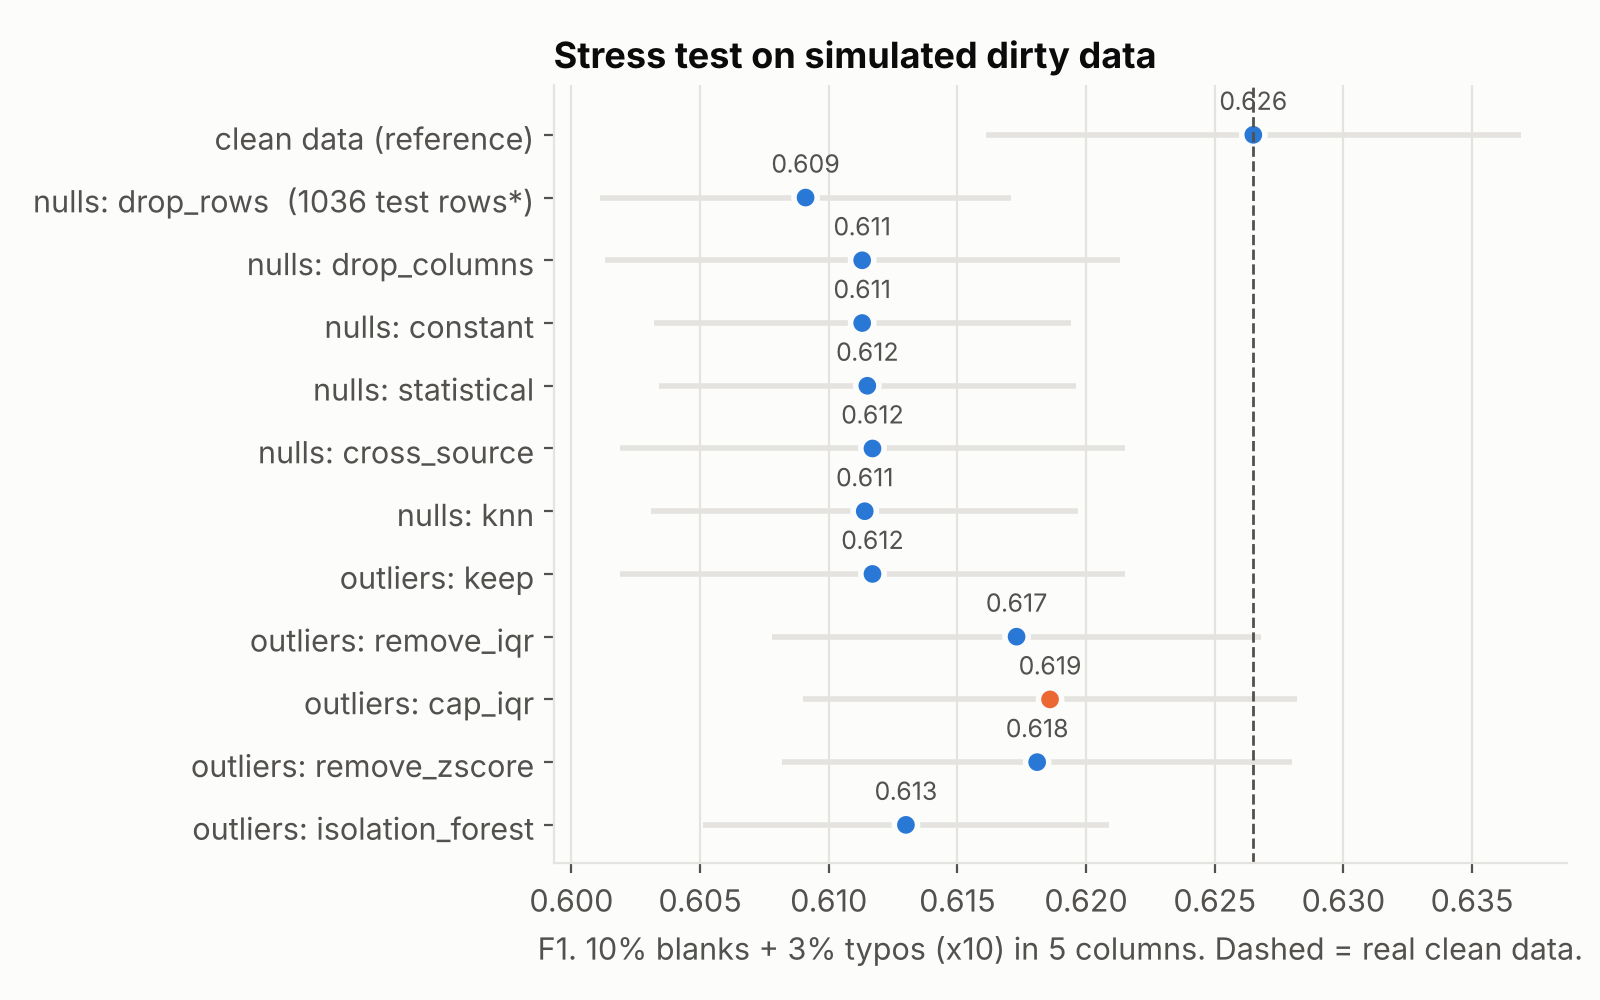 Stress test on simulated dirty data
0.626
clean data (reference)
0.609
nulls: drop_rows  (1036 test rows*)
0.611
nulls: drop_columns
0.611
nulls: constant
0.612
nulls: statistical
0.612
nulls: cross_source
0.611
nulls: knn
0.612
outliers: keep
0.617
outliers: remove_iqr
0.619
outliers: cap_iqr
0.618
outliers: remove_zscore
0.613
outliers: isolation_forest
0.600 0.605 0.610 0.615 0.620 0.625 0.630 0.635
F1. 10% blanks + 3% typos (x10) in 5 columns. Dashed = real clean data.